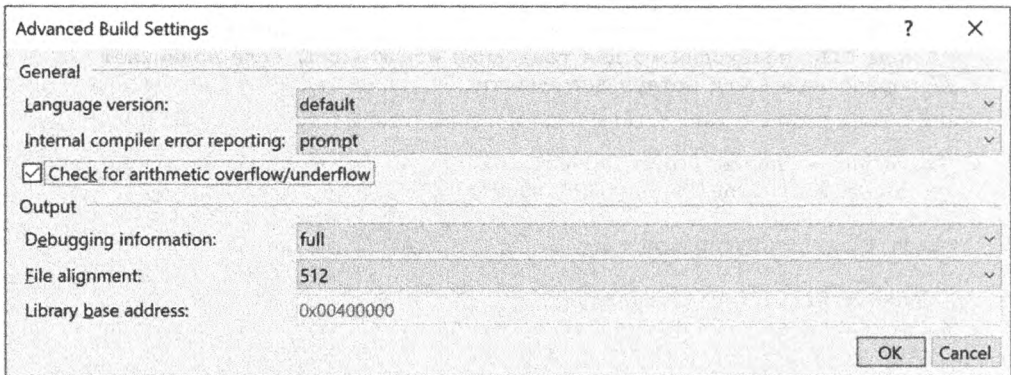 Advanced Build Settings ? ×
General
Language version: default
Internal compiler error reporting: prompt
Check for arithmetic overflow/underflow
Output
Debugging information: full
File alignment: 512
Library base address: 0x00400000
OK Cancel